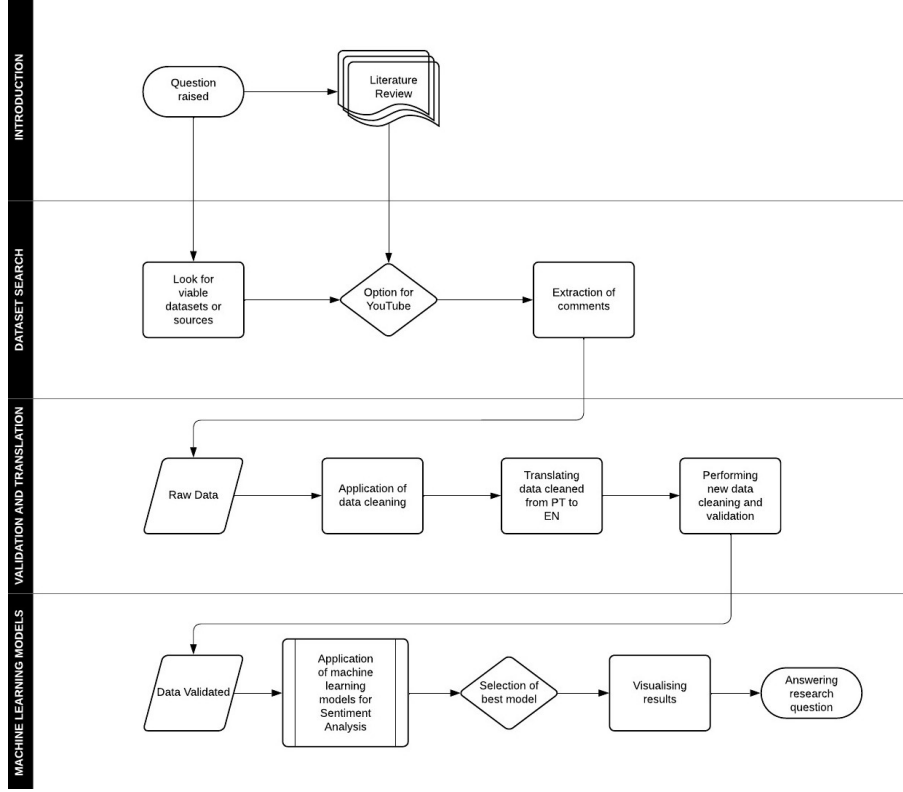 INTRODUCTION
Question
raised
Literature
Review
DATASET SEARCH
Look for
viable
datasets or
sources
Option for
YouTube
Extraction of
comments
VALIDATION AND TRANSLATION
Raw Data
Application of
data cleaning
Translating
data cleaned
from PT to
EN
Performing
new data
cleaning and
validation
MACHINE LEARNING MODELS
Data Validated
Application
of machine
learning
models for
Sentiment
Analysis
Selection of
best model
Visualising
results
Answering
research
question